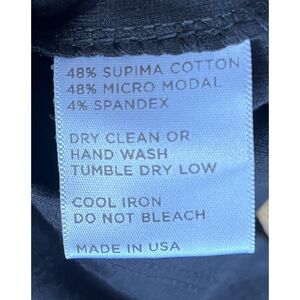 48% SUPIMA COTTON
48% MICRO MODAL
4% SPANDEX
DRY CLEAN OR
HAND WASH
TUMBLE DRY LOW
COOL IRON
DO NOT BLEACH
MADE IN USA